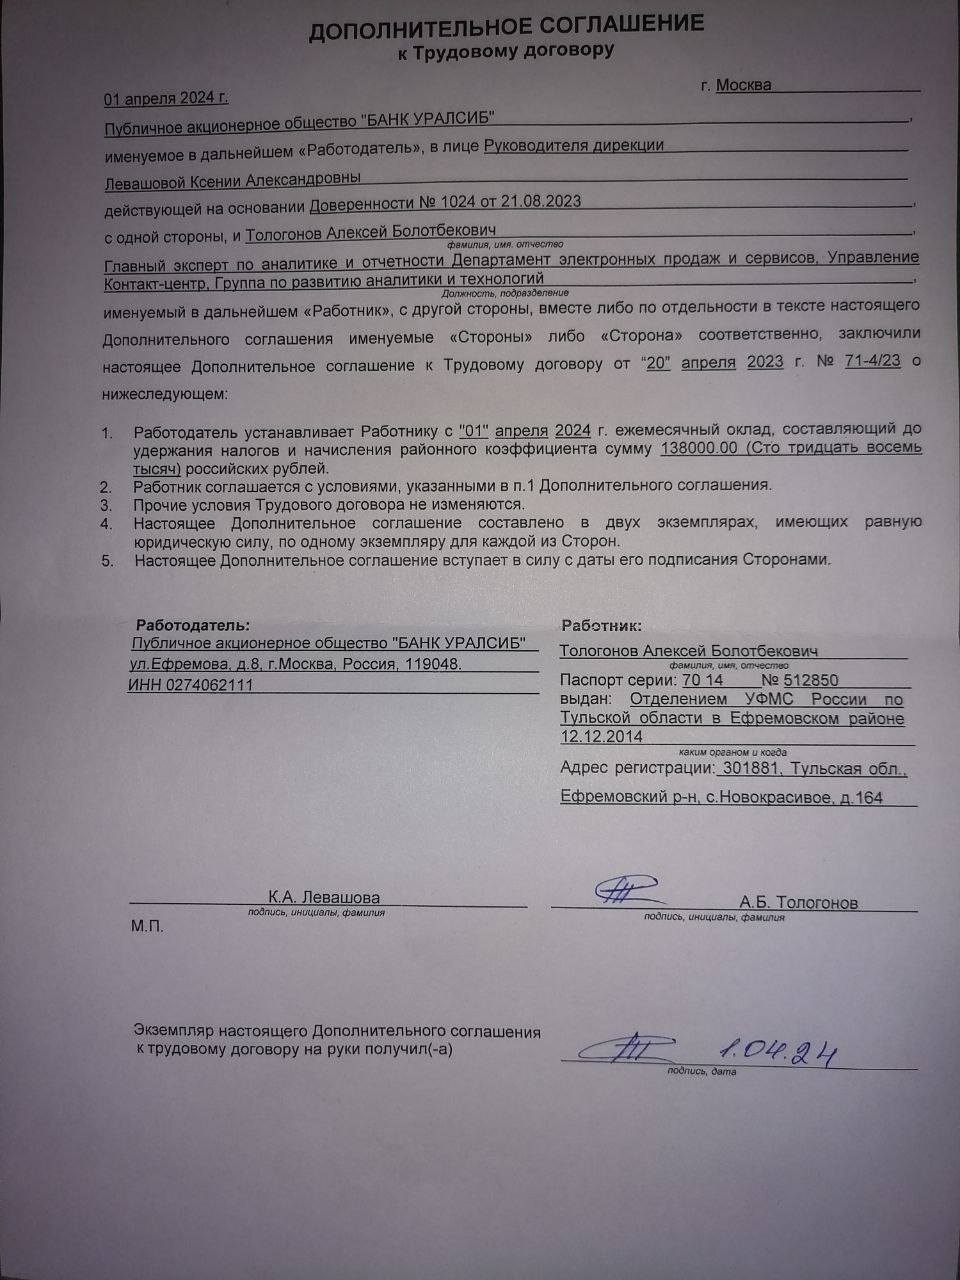 ДОПОЛНИТЕЛЬНОЕ СОГЛАШЕНИЕ
к Трудовому договору
г. Москва
01 апреля 2024 г.
Публичное акционерное общество "БАНК УРАЛСИБ",
именуемое в дальнейшем «Работодатель», в лице Руководителя дирекции
Левашовой Ксении Александровны
действующей на основании Доверенности № 1024 от 21.08.2023,
с одной стороны, и Тологонов Алексей Болотбекович,
фамилия, имя, отчество
Главный эксперт по аналитике и отчетности Департамент электронных продаж и сервисов, Управление
Контакт-центр, Группа по развитию аналитики и технологий,
Должность, подразделение
именуемый в дальнейшем «Работник», с другой стороны, вместе либо по отдельности в тексте настоящего
Дополнительного соглашения именуемые «Стороны» либо «Сторона» соответственно, заключили
настоящее Дополнительное соглашение к Трудовому договору от “20” апреля 2023 г. № 71-4/23 о
нижеследующем:
1. Работодатель устанавливает Работнику с "01" апреля 2024 г. ежемесячный оклад, составляющий до
удержания налогов и начисления районного коэффициента сумму 138000.00 (Сто тридцать восемь
тысяч) российских рублей.
2. Работник соглашается с условиями, указанными в п.1 Дополнительного соглашения.
3. Прочие условия Трудового договора не изменяются.
4. Настоящее Дополнительное соглашение составлено в двух экземплярах, имеющих равную
юридическую силу, по одному экземпляру для каждой из Сторон.
5. Настоящее Дополнительное соглашение вступает в силу с даты его подписания Сторонами.
Работодатель:
Публичное акционерное общество "БАНК УРАЛСИБ"
ул.Ефремова, д.8, г.Москва, Россия, 119048.
ИНН 0274062111
Работник:
Тологонов Алексей Болотбекович
фамилия, имя, отчество
Паспорт серии: 70 14 № 512850
выдан: Отделением УФМС России по
Тульской области в Ефремовском районе
12.12.2014
каким органом и когда
Адрес регистрации: 301881, Тульская обл.,
Ефремовский р-н, с.Новокрасивое, д.164
К.А. Левашова
подпись, инициалы, фамилия
М.П.
А.Б. Тологонов
подпись, инициалы, фамилия
Экземпляр настоящего Дополнительного соглашения
к трудовому договору на руки получил(-а)
1.04.24
подпись, дата